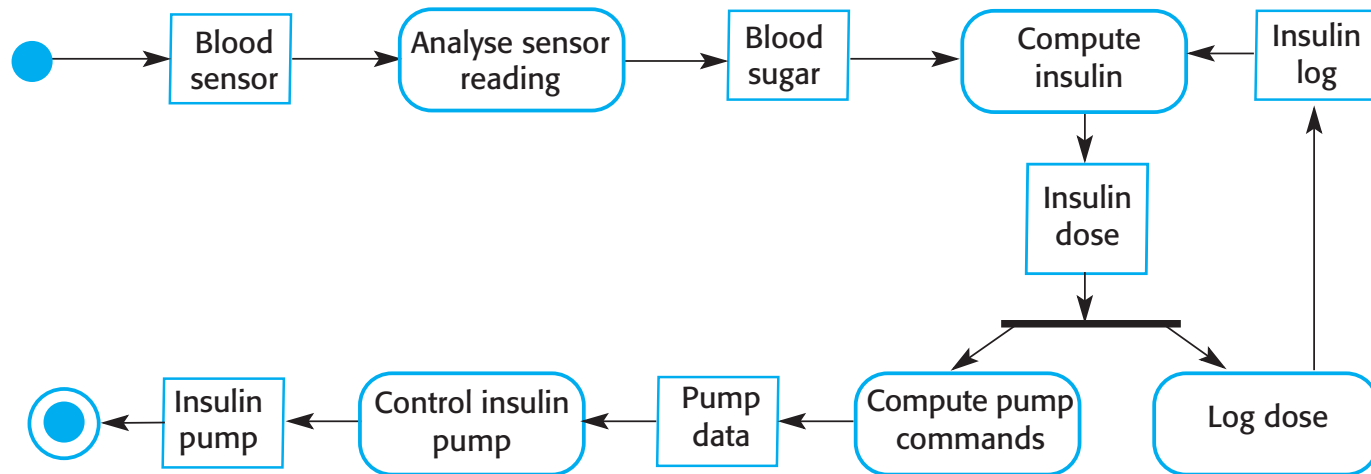 Blood
sensor
Analyse sensor
reading
Blood
sugar
Compute
insulin
Insulin
log
Insulin
dose
Insulin
pump
Control insulin
pump
Pump
data
Compute pump
commands
Log dose